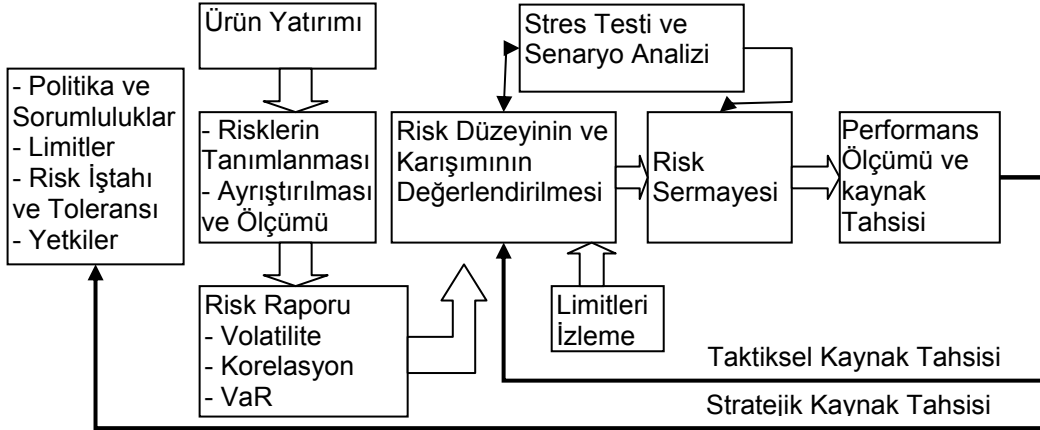 Ürün Yatırımı
Stres Testi ve
Senaryo Analizi
- Politika ve
Sorumluluklar
- Limitler
- Risk İştahı
ve Toleransı
- Yetkiler
- Risklerin
Tanımlanması
- Ayrıştırılması
ve Ölçümü
Risk Düzeyinin ve
Karışımının
Değerlendirilmesi
Risk
Sermayesi
Performans
Ölçümü ve
kaynak
Tahsisi
Risk Raporu
- Volatilite
- Korelasyon
- VaR
Limitleri
İzleme
Taktiksel Kaynak Tahsisi
Stratejik Kaynak Tahsisi